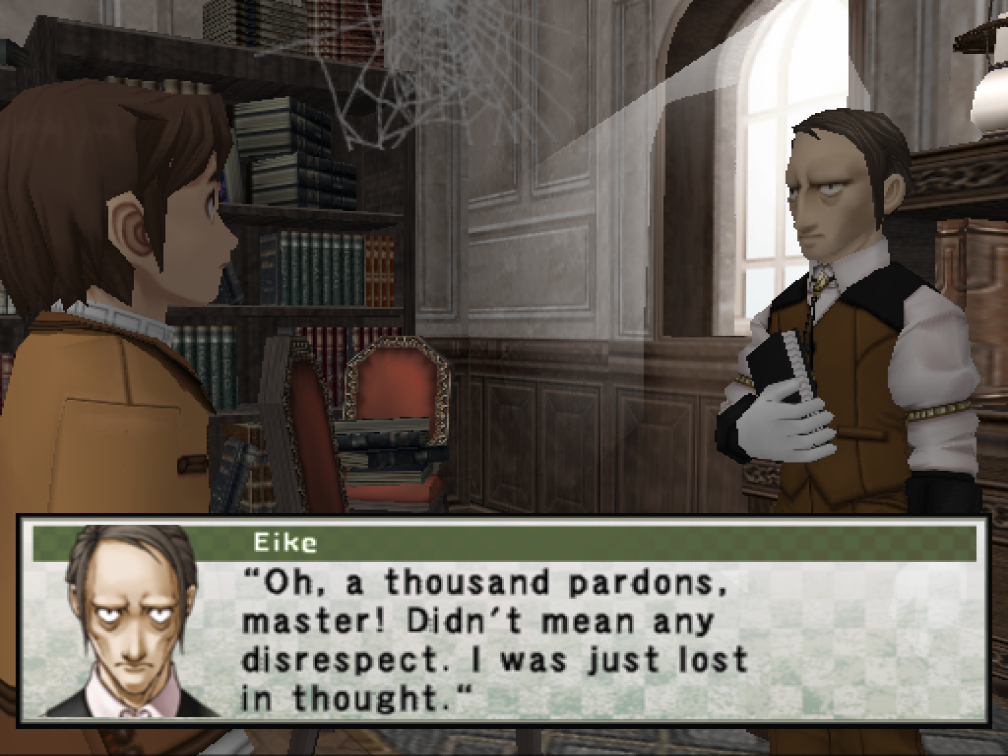 Eike
“Oh, a thousand pardons,
master! Didn't mean any
disrespect. I was just lost
in thought.“